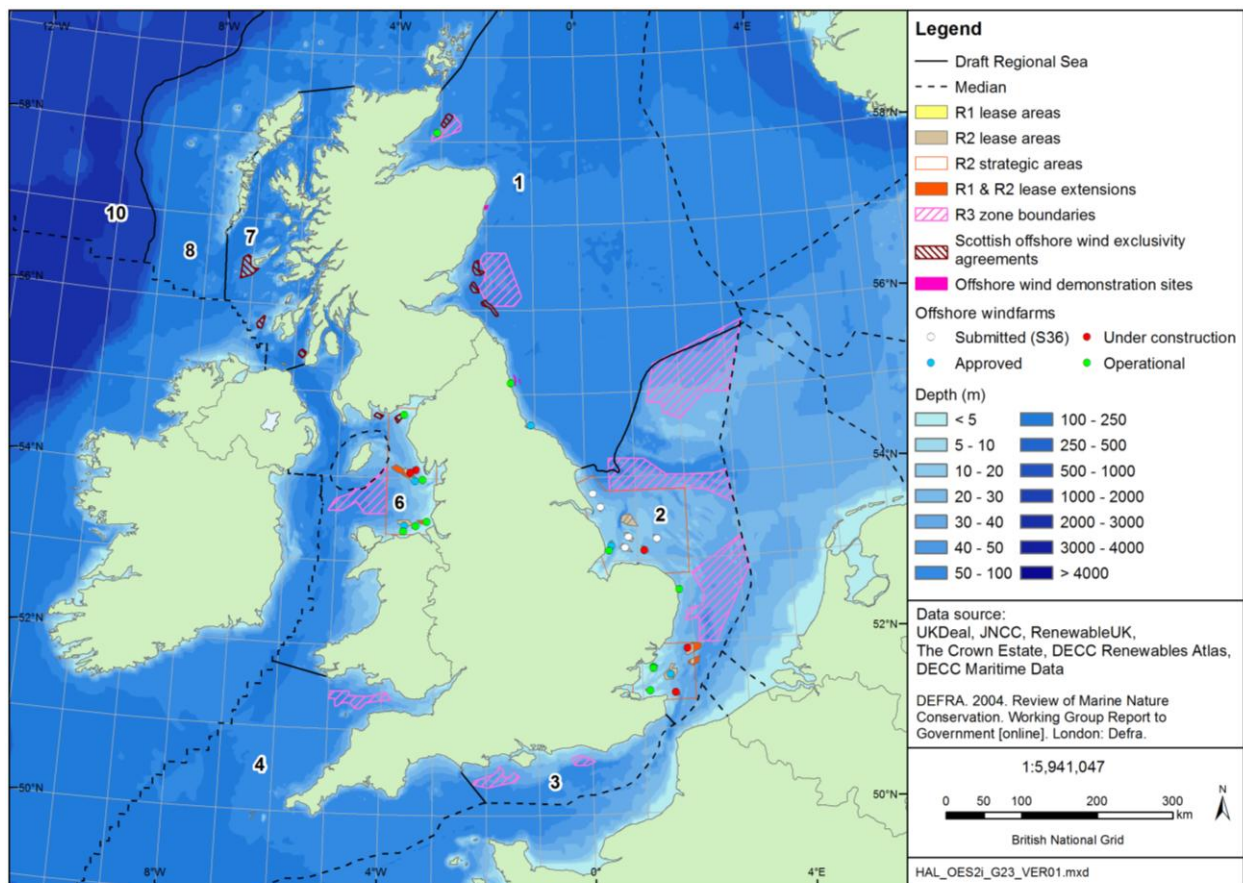 12°W
8°W
4°W
0°
4°E
58°N
58°N
56°N
56°N
54°N
54°N
52°N
52°N
50°N
50°N
8°W
4°W
0°
4°E
1
10
8
7
6
2
4
3
Legend
Draft Regional Sea
Median
R1 lease areas
R2 lease areas
R2 strategic areas
R1 & R2 lease extensions
R3 zone boundaries
Scottish offshore wind exclusivity
agreements
Offshore wind demonstration sites
Offshore windfarms
Submitted (S36)
Under construction
Approved
Operational
Depth (m)
< 5
100 - 250
5 - 10
250 - 500
10 - 20
500 - 1000
20 - 30
1000 - 2000
30 - 40
2000 - 3000
40 - 50
3000 - 4000
50 - 100
> 4000
Data source:
UKDeal, JNCC, RenewableUK,
The Crown Estate, DECC Renewables Atlas,
DECC Maritime Data
DEFRA. 2004. Review of Marine Nature
Conservation. Working Group Report to
Government [online]. London: Defra.
1:5,941,047
N
0 50 100 200 300
km
British National Grid
HAL_OES2i_G23_VER01.mxd